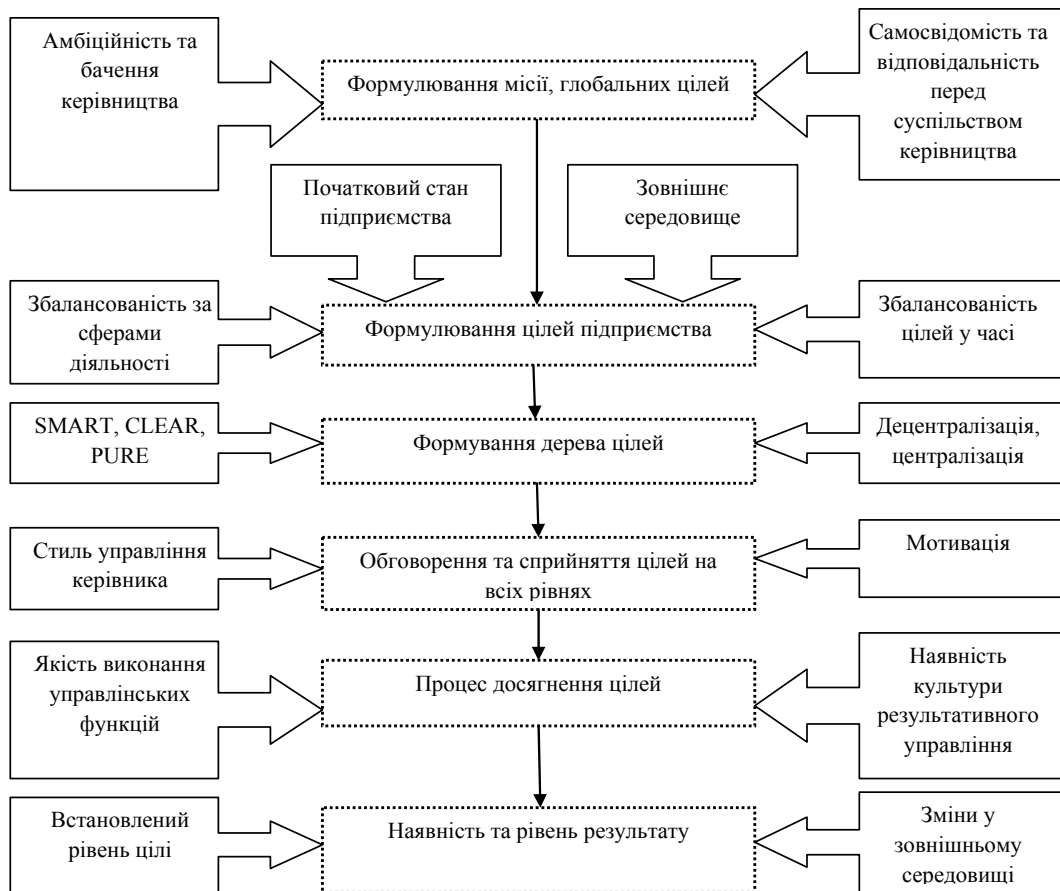 Амбіційність та
бачення
керівництва
Формулювання місії, глобальних цілей
Самосвідомість та
відповідальність
перед
суспільством
керівництва
Початковий стан
підприємства
Зовнішнє
середовище
Збалансованість за
сферами
діяльності
Формулювання цілей підприємства
Збалансованість
цілей у часі
SMART, CLEAR,
PURE
Формування дерева цілей
Децентралізація,
централізація
Стиль управління
керівника
Обговорення та сприйняття цілей на
всіх рівнях
Мотивація
Якість виконання
управлінських
функцій
Процес досягнення цілей
Наявність
культури
результативного
управління
Встановлений
рівень цілі
Наявність та рівень результату
Зміни у
зовнішньому
середовищі